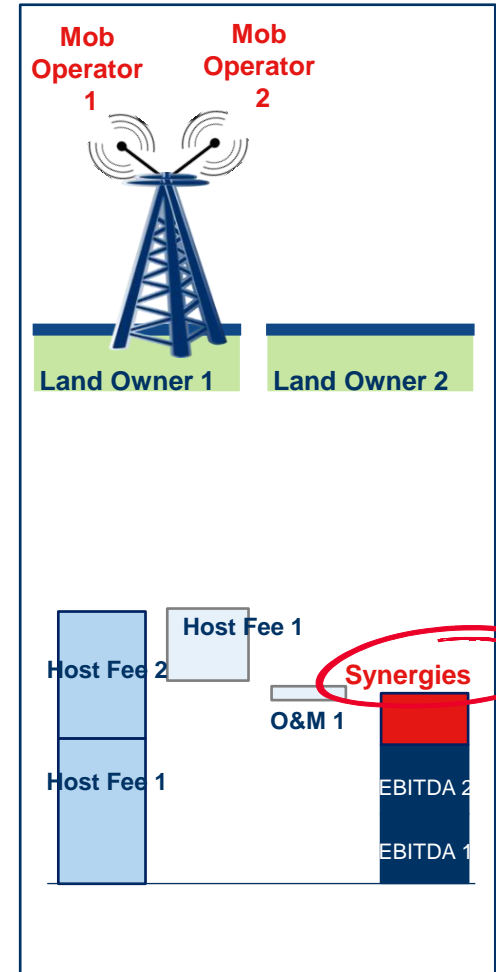 Mob
Operator
1
Mob
Operator
2
Land Owner 1
Land Owner 2
Host Fee 1
Host Fee 2
Synergies
O&M 1
Host Fee 1
EBITDA 2
EBITDA 1